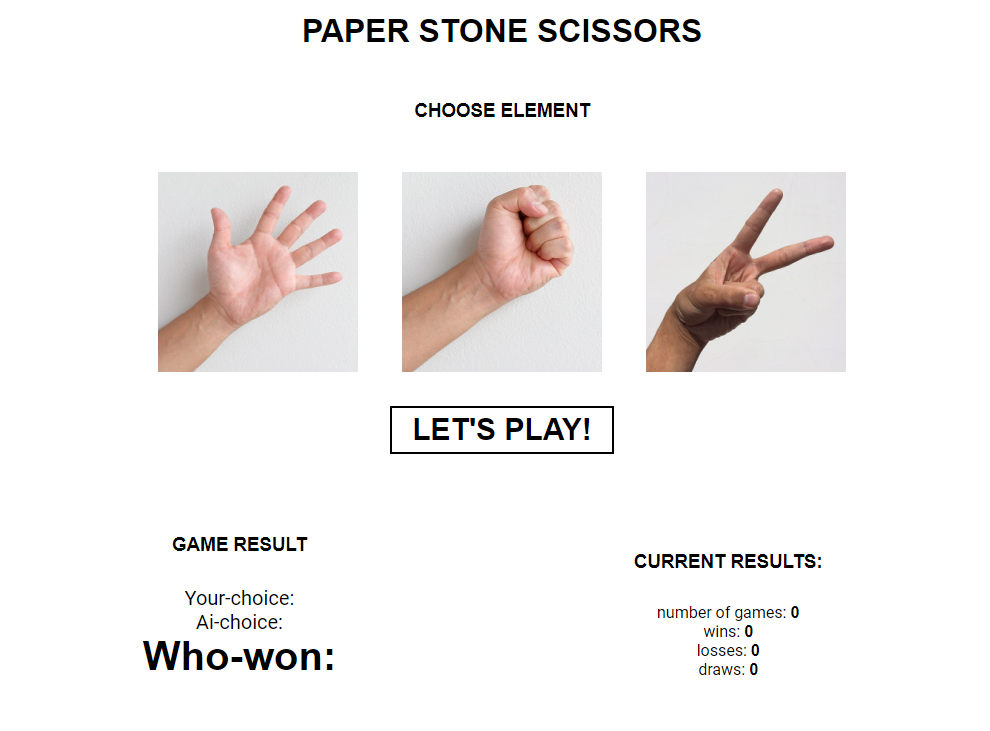 PAPER STONE SCISSORS
CHOOSE ELEMENT
LET'S PLAY!
GAME RESULT
Your-choice:
Ai-choice:
Who-won:
CURRENT RESULTS:
number of games: 0
wins: 0
losses: 0
draws: 0